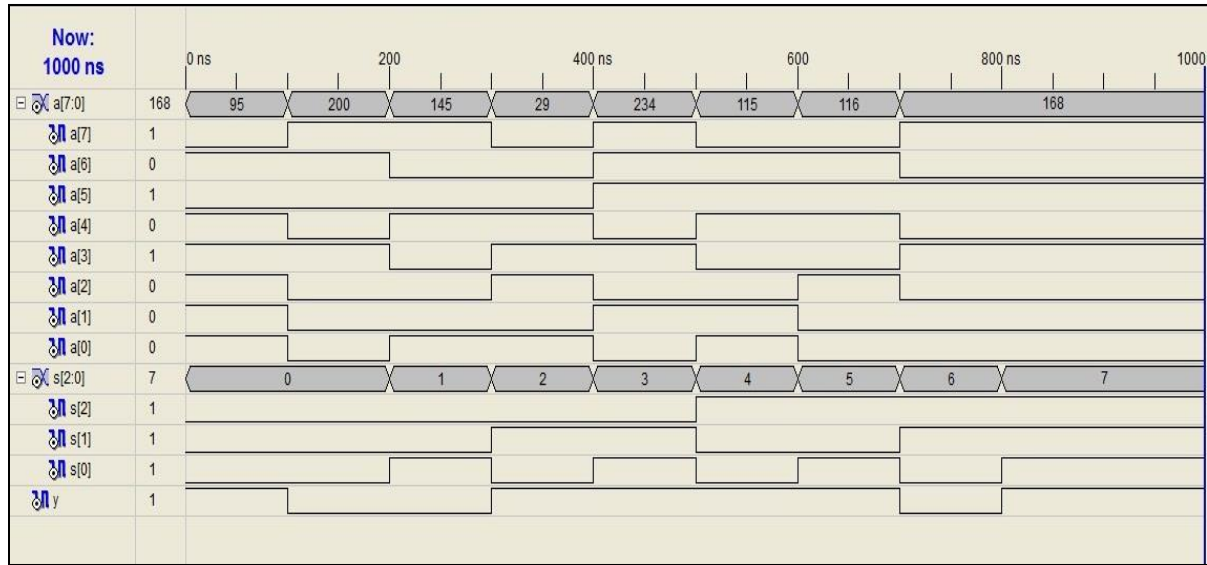 Now:
1000 ns
0 ns 200 400 ns 600 800 ns 1000
a[7:0] 168 95 200 145 29 234 115 116 168
a[7] 1
a[6] 0
a[5] 1
a[4] 0
a[3] 1
a[2] 0
a[1] 0
a[0] 0
s[2:0] 7 0 1 2 3 4 5 6 7
s[2] 1
s[1] 1
s[0] 1
y 1